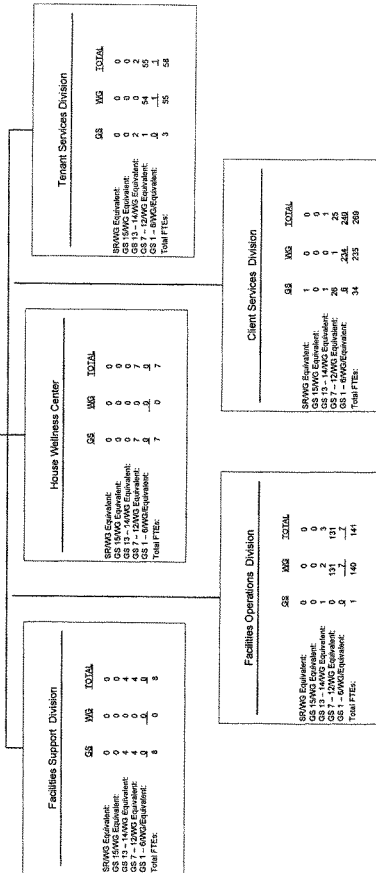 Facilities Support Division
GS WG TOTAL
SR/WG Equivalent: 0 0 0
GS 15/WG Equivalent: 0 0 0
GS 13 – 14/WG Equivalent: 4 0 4
GS 7 – 12/WG Equivalent: 4 0 4
GS 1 – 6/WG/Equivalent: 0 0 0
Total FTEs: 8 0 8
House Wellness Center
GS WG TOTAL
SR/WG Equivalent: 0 0 0
GS 15/WG Equivalent: 0 0 0
GS 13 – 14/WG Equivalent: 0 0 0
GS 7 – 12/WG Equivalent: 7 0 7
GS 1 – 6/WG/Equivalent: 0 0 0
Total FTEs: 7 0 7
Tenant Services Division
GS WG TOTAL
SR/WG Equivalent: 0 0 0
GS 15/WG Equivalent: 0 0 0
GS 13 – 14/WG Equivalent: 2 0 2
GS 7 – 12/WG Equivalent: 1 54 55
GS 1 – 6/WG/Equivalent: 0 1 1
Total FTEs: 3 55 58
Facilities Operations Division
GS WG TOTAL
SR/WG Equivalent: 0 0 0
GS 15/WG Equivalent: 0 0 0
GS 13 – 14/WG Equivalent: 1 2 3
GS 7 – 12/WG Equivalent: 0 131 131
GS 1 – 6/WG/Equivalent: 0 7 7
Total FTEs: 1 140 141
Client Services Division
GS WG TOTAL
SR/WG Equivalent: 1 0 0
GS 15/WG Equivalent: 0 0 0
GS 13 – 14/WG Equivalent: 1 0 1
GS 7 – 12/WG Equivalent: 26 1 25
GS 1 – 6/WG/Equivalent: 6 234 240
Total FTEs: 34 235 269